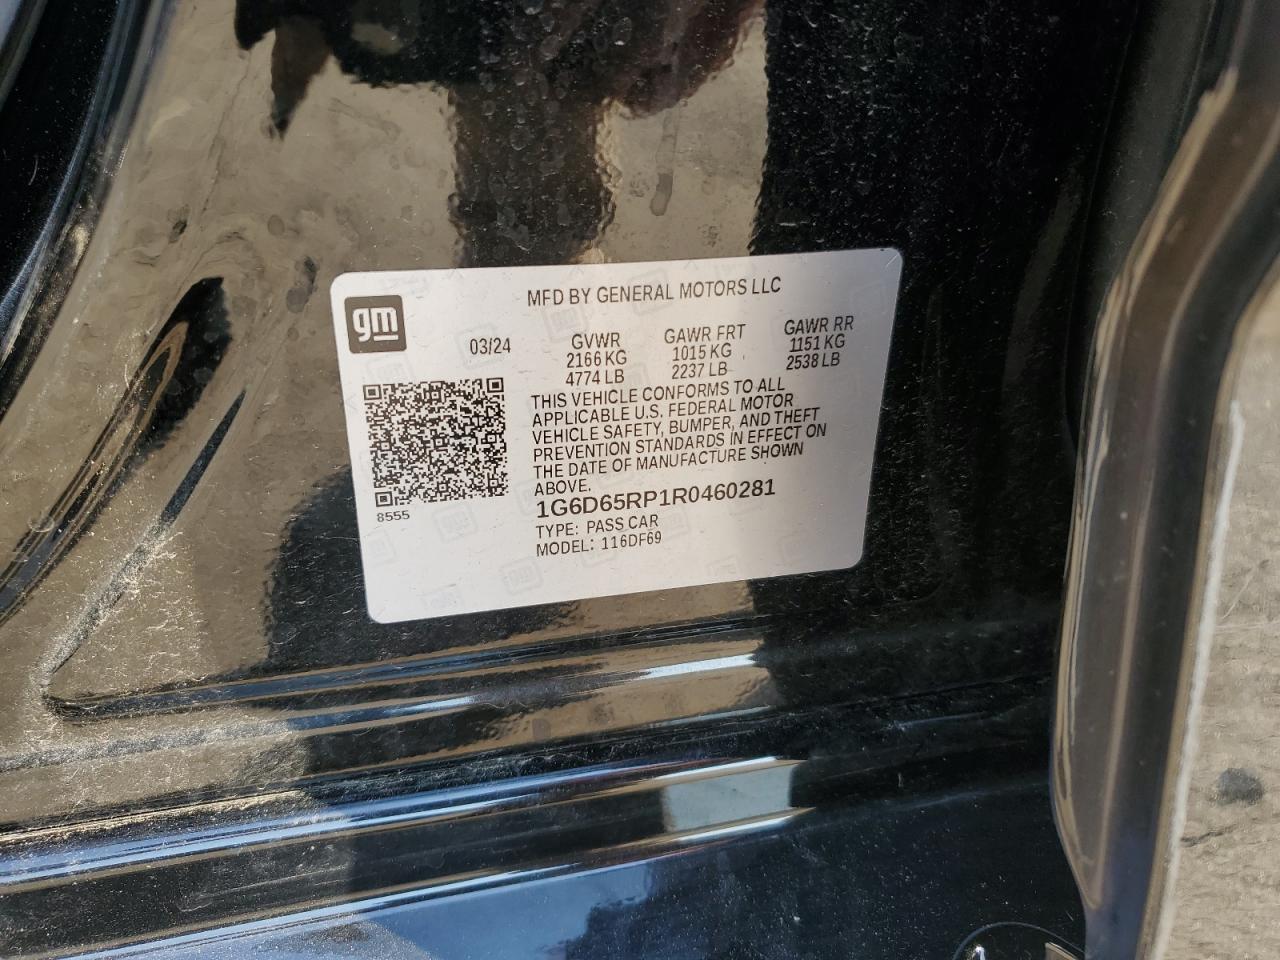 MFD BY GENERAL MOTORS LLC
gm
03/24
GVWR
2166 KG
4774 LB
GAWR FRT
1015 KG
2237 LB
GAWR RR
1151 KG
2538 LB
THIS VEHICLE CONFORMS TO ALL
APPLICABLE U.S. FEDERAL MOTOR
VEHICLE SAFETY, BUMPER, AND THEFT
PREVENTION STANDARDS IN EFFECT ON
THE DATE OF MANUFACTURE SHOWN
ABOVE.
8555
1G6D65RP1R0460281
TYPE: PASS CAR
MODEL: 116DF69